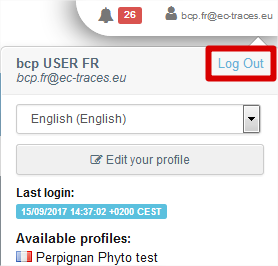 26 bcp.fr@ec-traces.eu
bcp USER FR Log Out
bcp.fr@ec-traces.eu
English (English)
Edit your profile
Last login:
15/09/2017 14:37:02 +0200 CEST
Available profiles:
Perpignan Phyto test